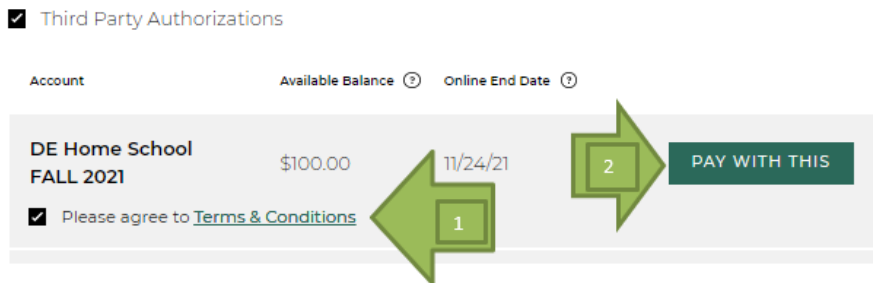 Third Party Authorizations
Account Available Balance ? Online End Date ?
DE Home School
FALL 2021
$100.00 11/24/21 2 PAY WITH THIS
Please agree to Terms & Conditions 1